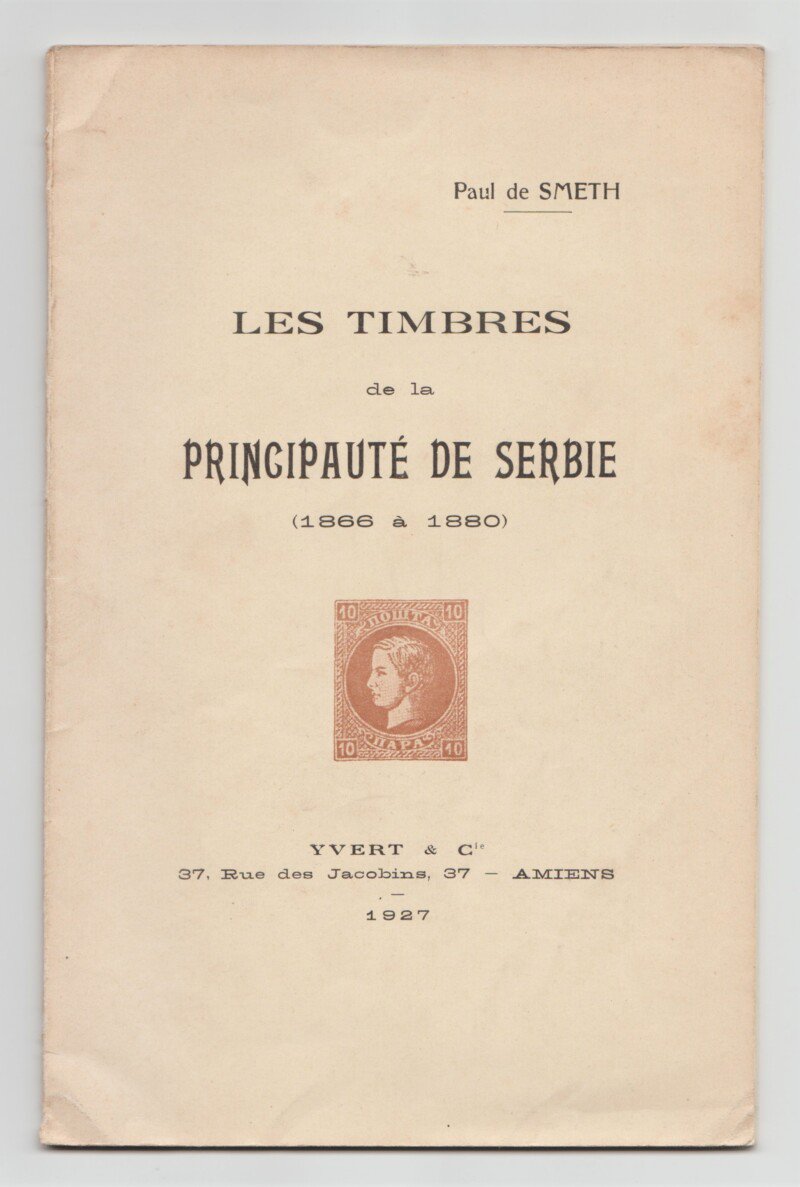 Paul de SMETH
LES TIMBRES
de la
PRINCIPAUTÉ DE SERBIE
(1866 à 1880)
10 ПОШТА 10
10 ПАРА 10
YVERT & Cie
37, Rue des Jacobins, 37 — AMIENS
1927